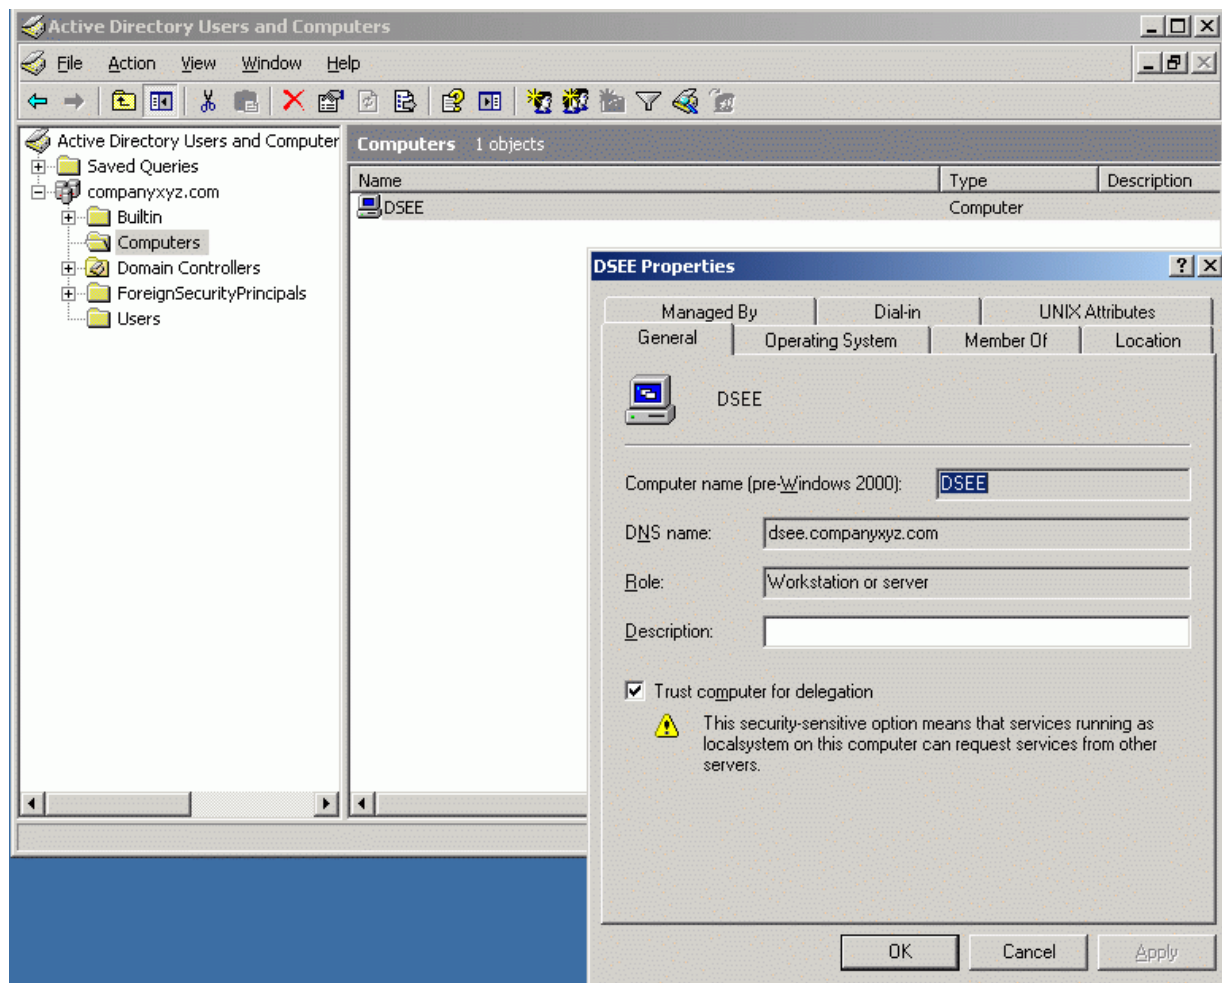 Active Directory Users and Computers
File Action View Window Help
Active Directory Users and Computer
Saved Queries
companyxyz.com
Builtin
Computers
Domain Controllers
ForeignSecurityPrincipals
Users
Computers 1 objects
Name Type Description
DSEE Computer
DSEE Properties
Managed By Dial-in UNIX Attributes
General Operating System Member Of Location
DSEE
Computer name (pre-Windows 2000): DSEE
DNS name: dsee.companyxyz.com
Role: Workstation or server
Description:
Trust computer for delegation
This security-sensitive option means that services running as
localsystem on this computer can request services from other
servers.
OK Cancel Apply